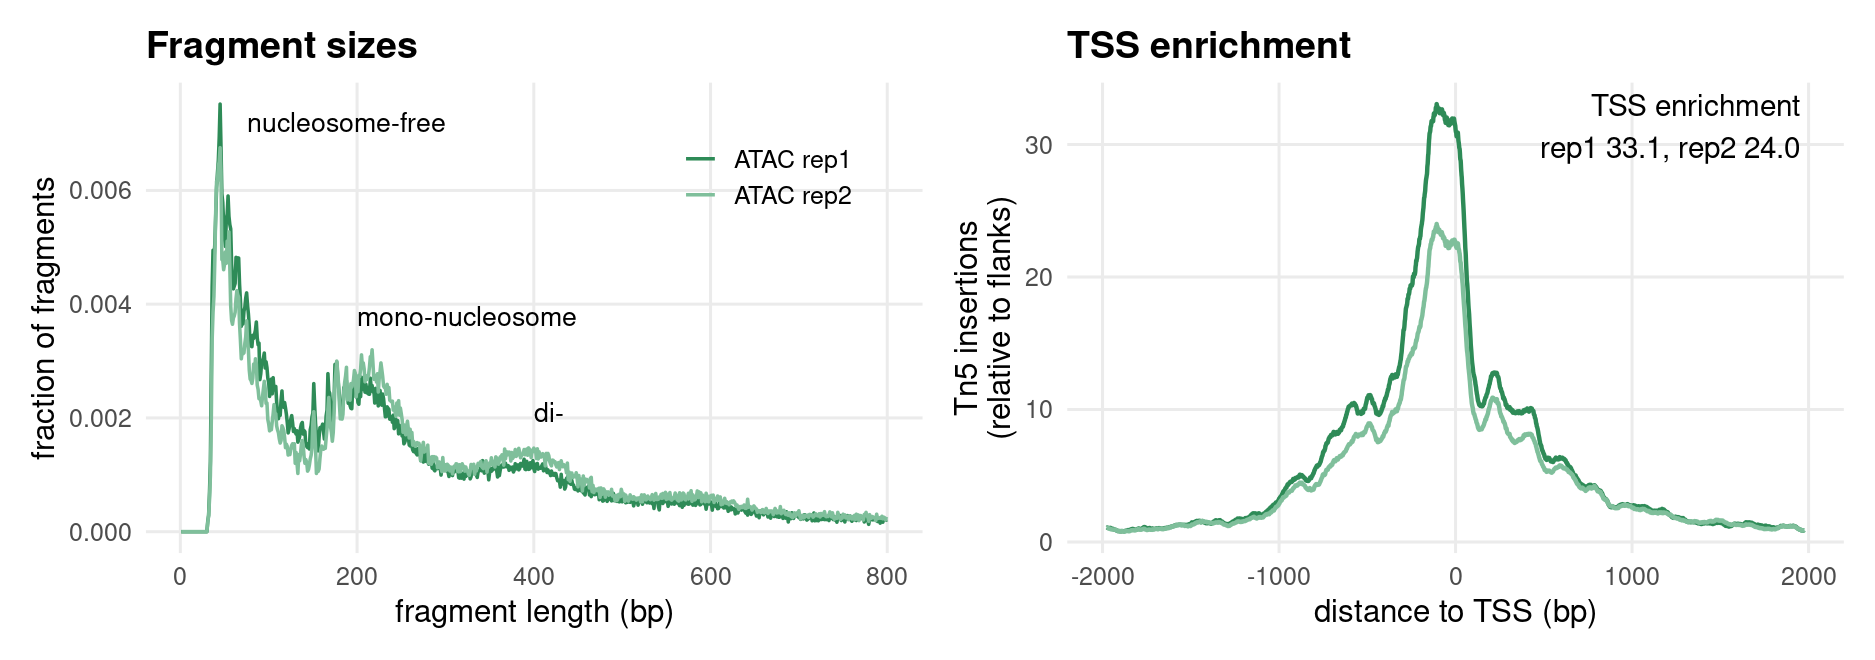 Fragment sizes
nucleosome-free
mono-nucleosome
di-
ATAC rep1
ATAC rep2
0.006
0.004
0.002
0.000
0 200 400 600 800
fragment length (bp)
fraction of fragments
TSS enrichment
TSS enrichment
rep1 33.1, rep2 24.0
30
20
10
0
-2000 -1000 0 1000 2000
distance to TSS (bp)
Tn5 insertions
(relative to flanks)